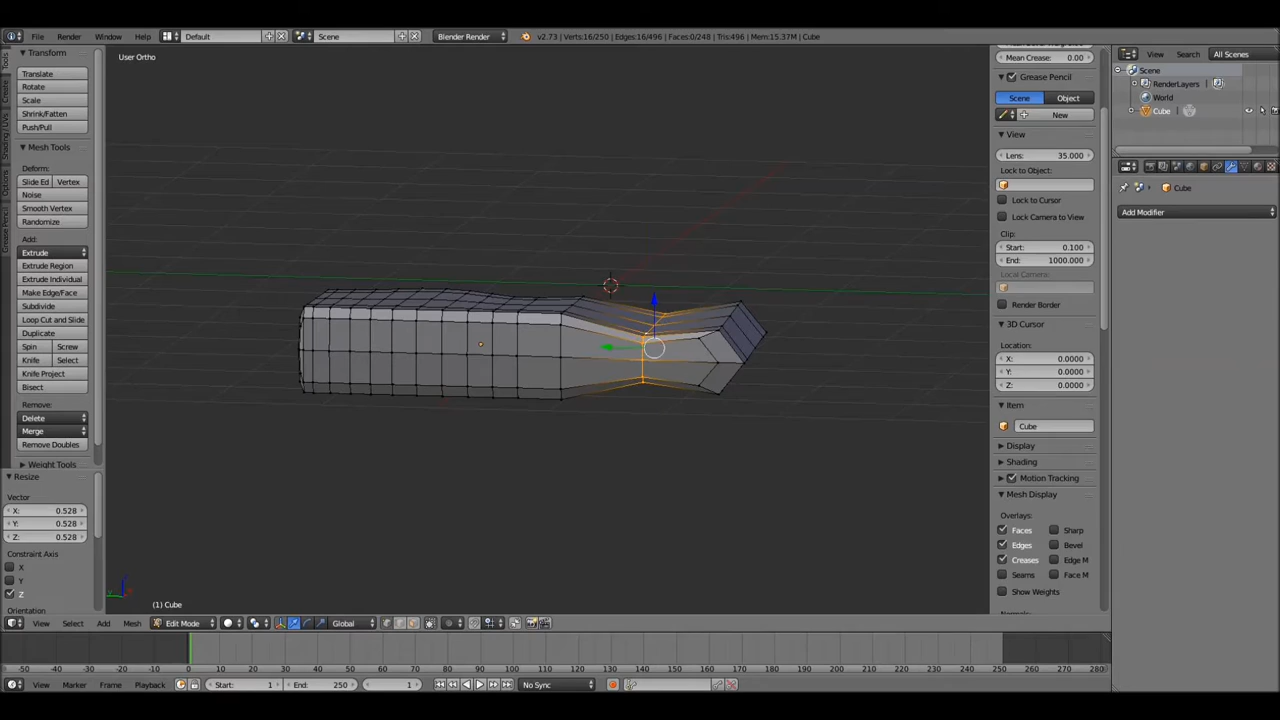 File Render Window Help Default Scene Blender Render v2.73 | Verts:16/250 | Edges:16/496 | Faces:0/248 | Tris:496 | Mem:15.37M | Cube View Search All Scenes
User Ortho
Transform
Translate
Rotate
Scale
Shrink/Fatten
Push/Pull
Mesh Tools
Deform:
Slide Ed Vertex
Noise
Smooth Vertex
Randomize
Add:
Extrude
Extrude Region
Extrude Individual
Make Edge/Face
Subdivide
Loop Cut and Slide
Duplicate
Spin Screw
Knife Select
Knife Project
Bisect
Remove:
Delete
Merge
Remove Doubles
Weight Tools
Resize
Vector
X: 0.528
Y: 0.528
Z: 0.528
Constraint Axis
X
Y
Z
Orientation
Tools
Create
Shading / UVs
Options
Grease Pencil
(1) Cube
Mean Crease: 0.00
Grease Pencil
Scene Object
New
View
Lens: 35.000
Lock to Object:
Lock to Cursor
Lock Camera to View
Clip:
Start: 0.100
End: 1000.000
Local Camera:
Render Border
3D Cursor
Location:
X: 0.0000
Y: 0.0000
Z: 0.0000
Item
Cube
Display
Shading
Motion Tracking
Mesh Display
Overlays:
Faces Sharp
Edges Bevel
Creases Edge M
Seams Face M
Show Weights
Scene
RenderLayers
World
Cube
Cube
Add Modifier
View Select Add Mesh Edit Mode Global
-50 -40 -30 -20 -10 0 10 20 30 40 50 60 70 80 90 100 110 120 130 140 150 160 170 180 190 200 210 220 230 240 250 260 270 280
View Marker Frame Playback Start: 1 End: 250 1 No Sync